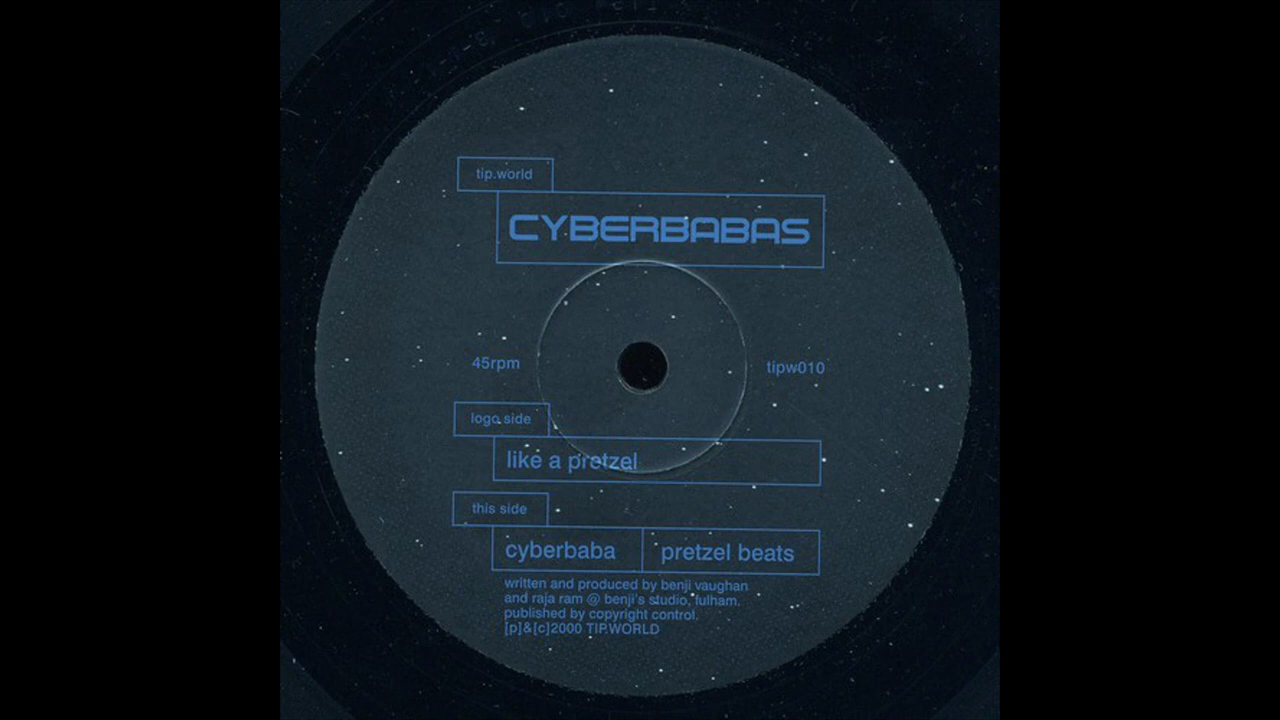 tip.world
CYBERBABAS
45rpm
tipw010
logo side
like a pretzel
this side
cyberbaba
pretzel beats
written and produced by benji vaughan
and raja ram @ benji's studio, fulham.
published by copyright control.
[p]&[c]2000 TIP.WORLD